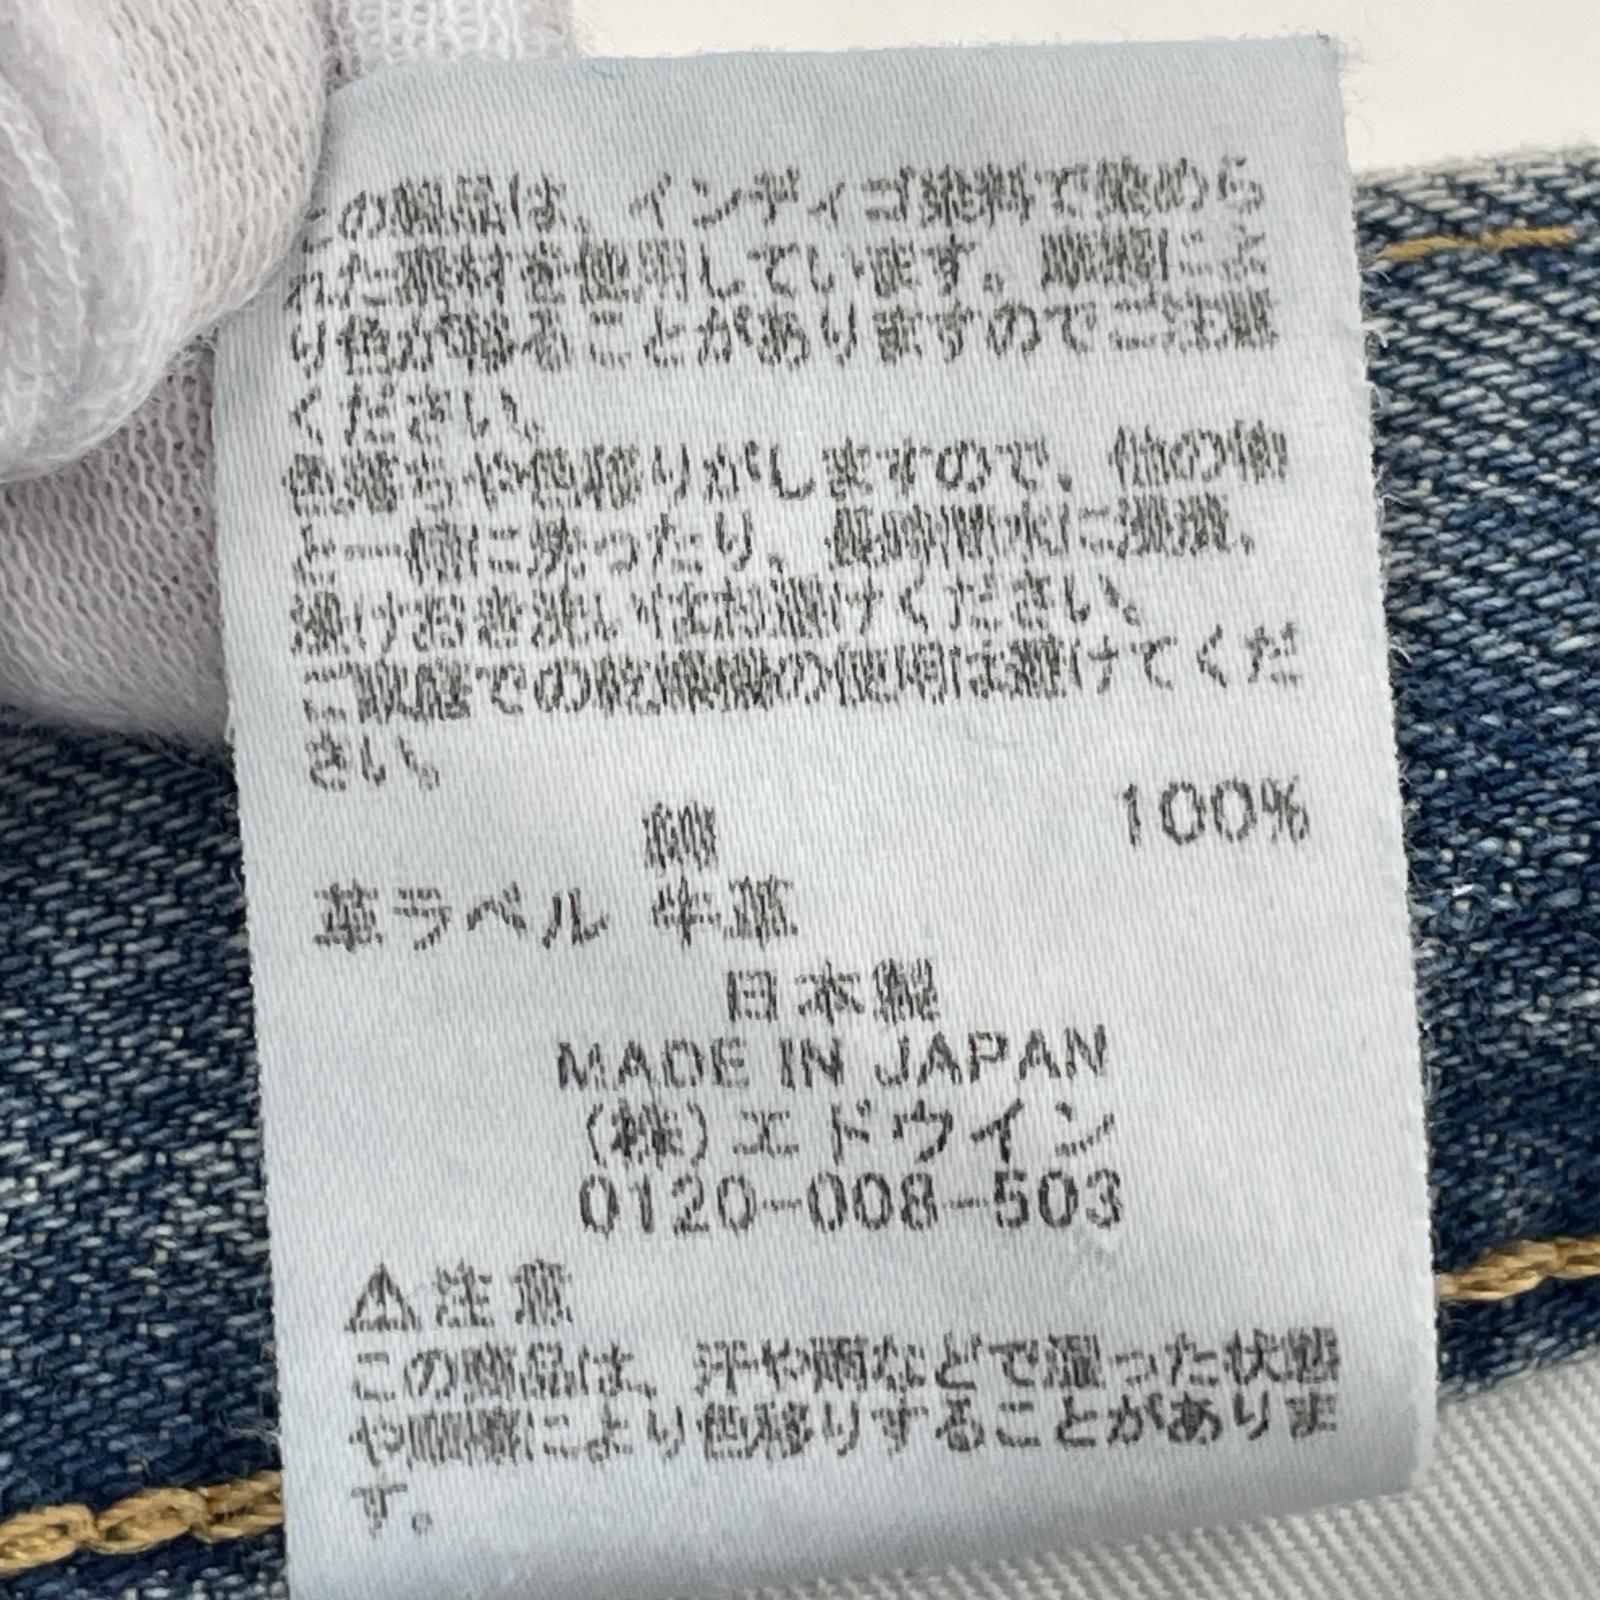 この商品は、インディゴ染料で染めら
れた素材を使用しています。摩擦によ
り色が移ることがありますのでご注意
ください。
色落ちや色移りがしますので、他の物
と一緒に洗ったり、長時間水に浸漬、
漬けおき洗いはお避けください。
ご家庭での乾燥機の使用は避けてくだ
さい。
綿 100%
革ラベル 牛革
日本製
MADE IN JAPAN
(株)エドウイン
0120-008-503
⚠注意
この商品は、汗や雨などで湿った状態
や摩擦により色移りすることがありま
す。